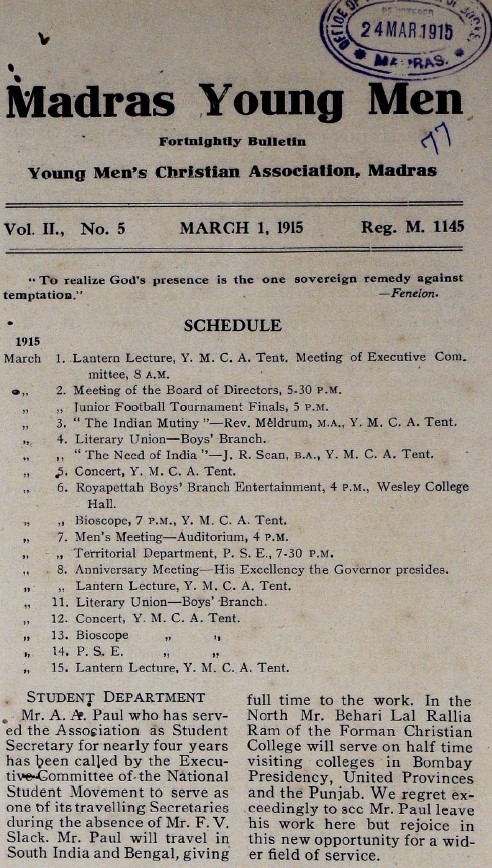 24 MAR. 1915
MADRAS.
77
Madras Young Men
Fortnightly Bulletin
Young Men's Christian Association, Madras
Vol. II., No. 5 MARCH 1, 1915 Reg. M. 1145
"To realize God's presence is the one sovereign remedy against
temptation." —Fenelon.
SCHEDULE
1915
March 1. Lantern Lecture, Y. M. C. A. Tent. Meeting of Executive Com-
mittee, 8 A.M.
„ 2. Meeting of the Board of Directors, 5-30 P.M.
„ „ Junior Football Tournament Finals, 5 P.M.
„ 3. "The Indian Mutiny"—Rev. Meldrum, M.A., Y. M. C. A. Tent.
„ 4. Literary Union—Boys' Branch.
„ „ "The Need of India"—J. R. Scan, B.A., Y. M. C. A. Tent.
„ 5. Concert, Y. M. C. A. Tent.
„ 6. Royapettah Boys' Branch Entertainment, 4 P.M., Wesley College
Hall.
„ „ Bioscope, 7 P.M., Y. M. C. A. Tent.
„ 7. Men's Meeting—Auditorium, 4 P.M.
„ „ Territorial Department, P. S. E., 7-30 P.M.
„ 8. Anniversary Meeting—His Excellency the Governor presides.
„ „ Lantern Lecture, Y. M. C. A. Tent.
„ 11. Literary Union—Boys' Branch.
„ 12. Concert, Y. M. C. A. Tent.
„ 13. Bioscope „ „
„ 14. P. S. E. „ „
„ 15. Lantern Lecture, Y. M. C. A. Tent.
STUDENT DEPARTMENT
Mr. A. A. Paul who has serv-
ed the Association as Student
Secretary for nearly four years
has been called by the Execu-
tive Committee of the National
Student Movement to serve as
one of its travelling Secretaries
during the absence of Mr. F. V.
Slack. Mr. Paul will travel in
South India and Bengal, giving
full time to the work. In the
North Mr. Behari Lal Rallia
Ram of the Forman Christian
College will serve on half time
visiting colleges in Bombay
Presidency, United Provinces
and the Punjab. We regret ex-
ceedingly to see Mr. Paul leave
his work here but rejoice in
this new opportunity for a wid-
er field of service.